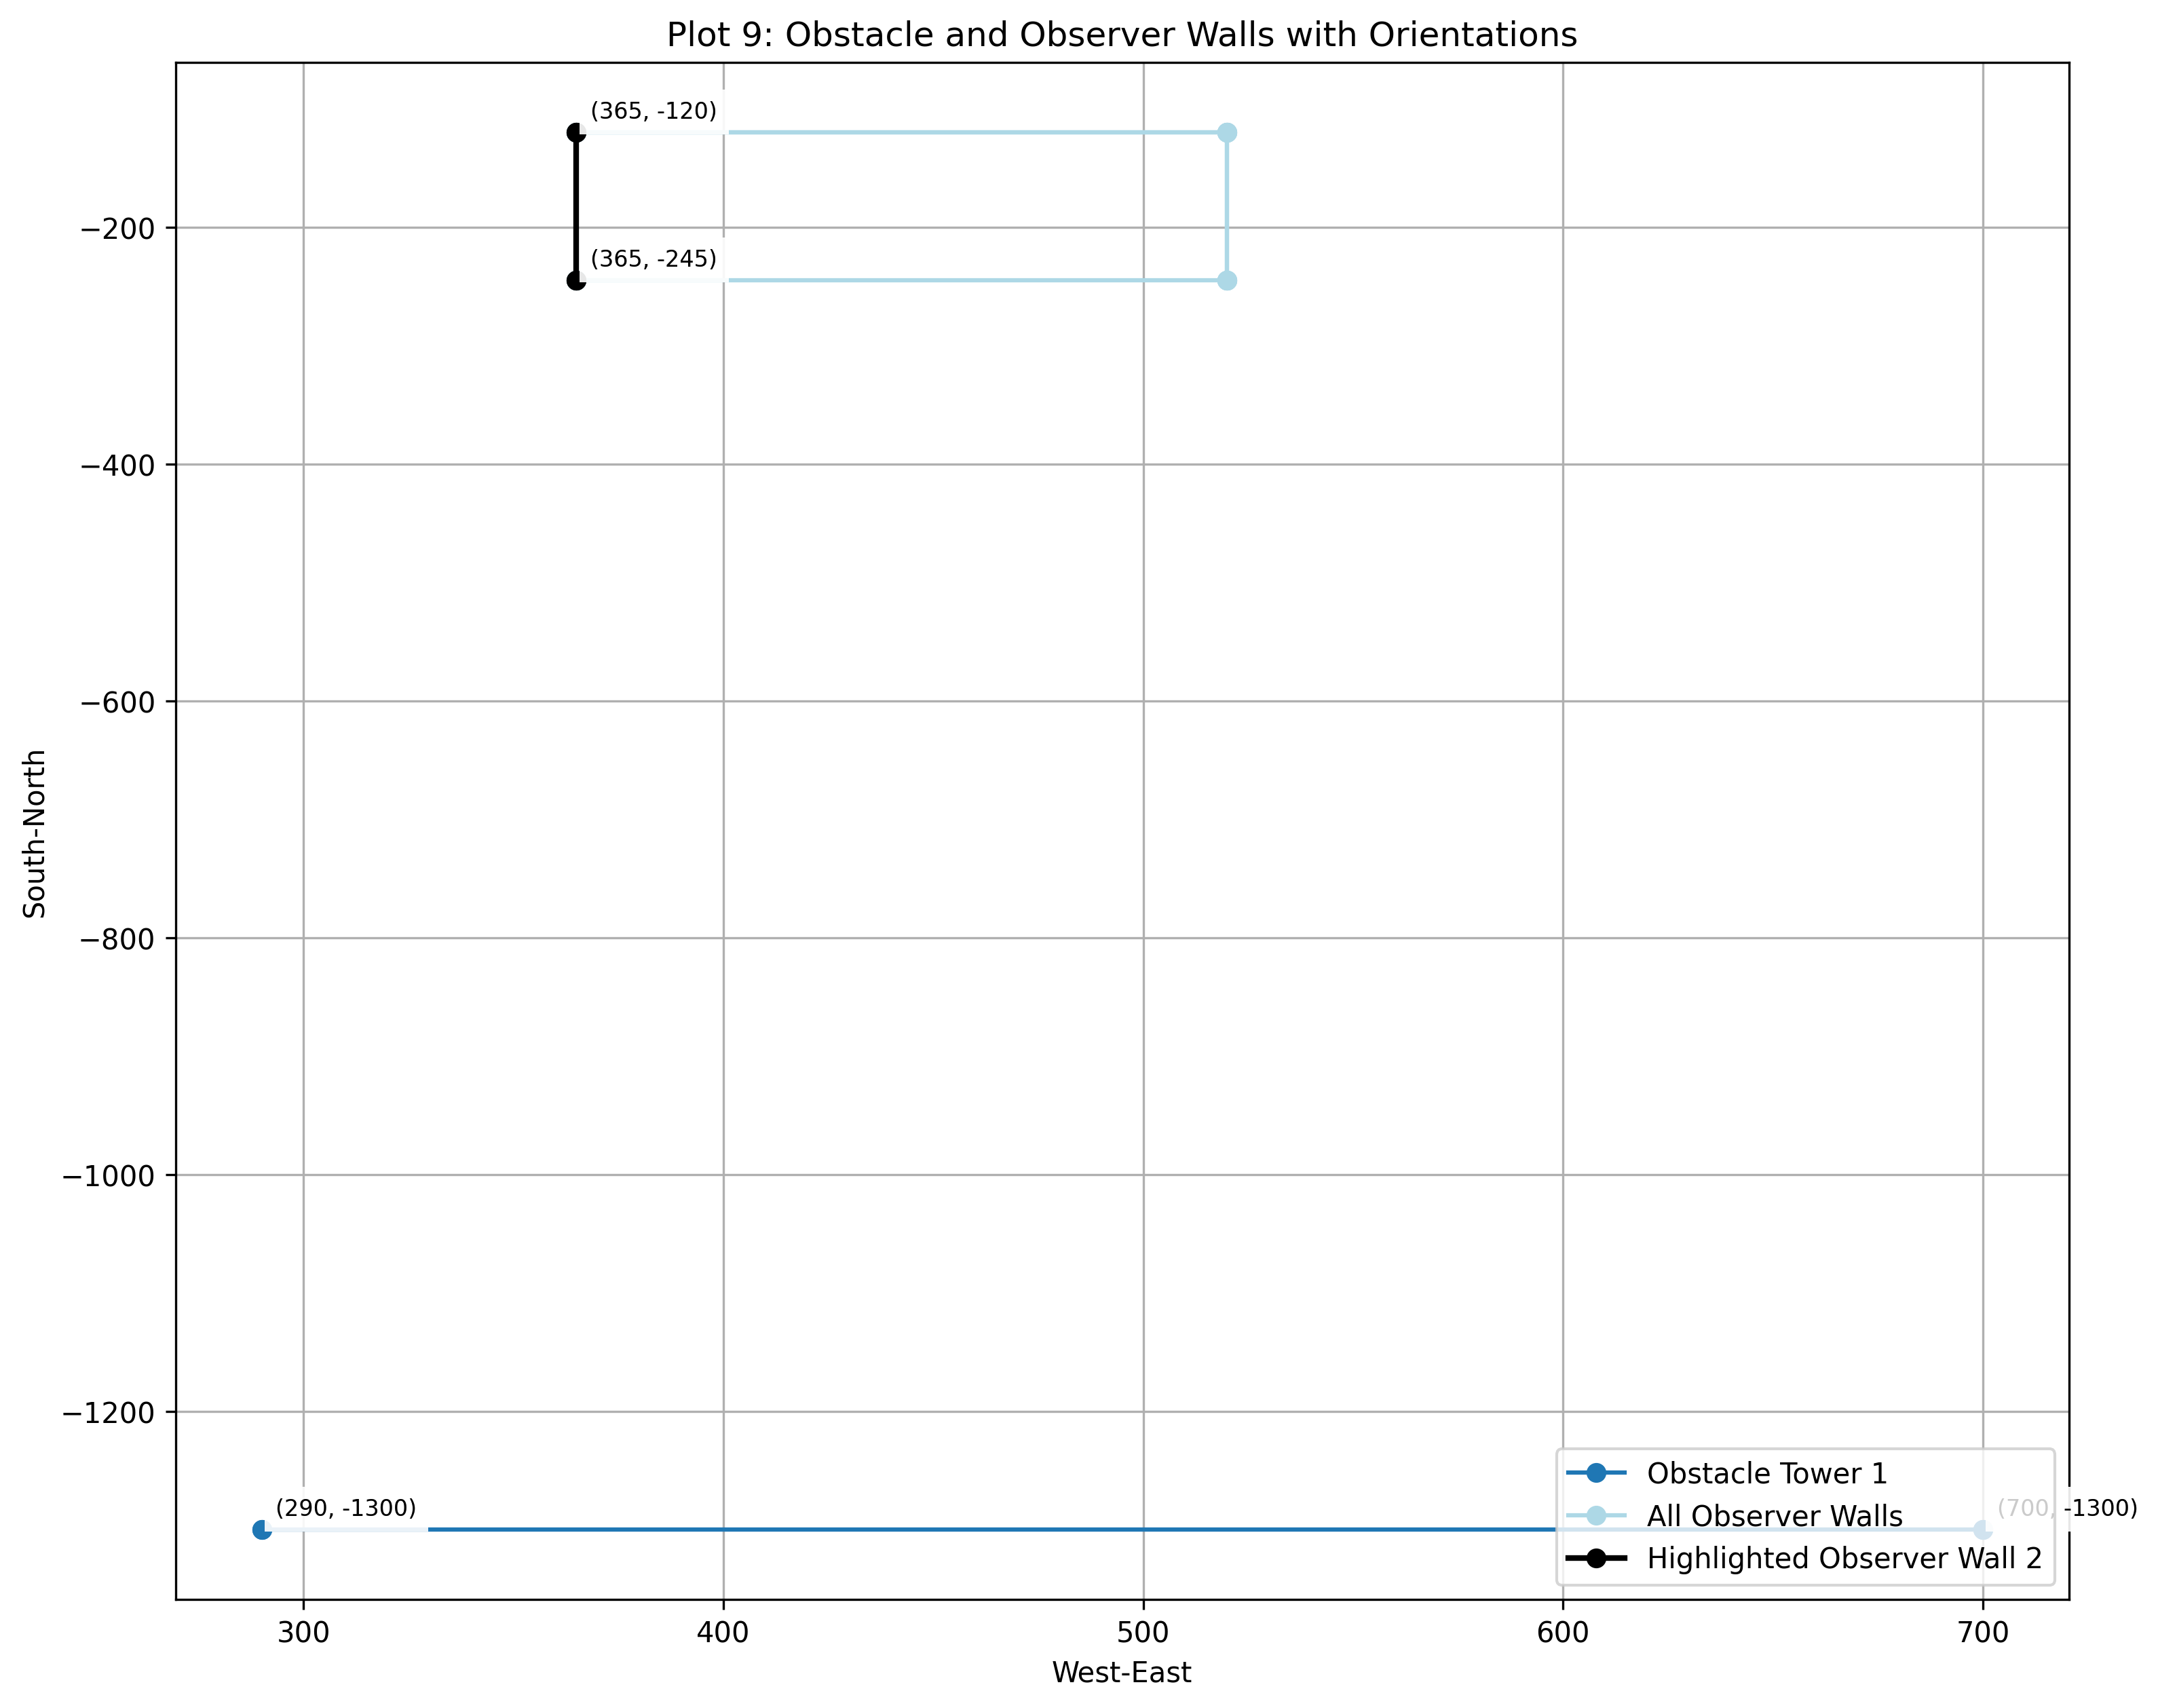 Plot 9: Obstacle and Observer Walls with Orientations
(365, -120)
−200
(365, -245)
−400
−600
South-North
−800
−1000
−1200
Obstacle Tower 1
(290, -1300)
(700, -1300)
All Observer Walls
Highlighted Observer Wall 2
300 400 500 600 700
West-East